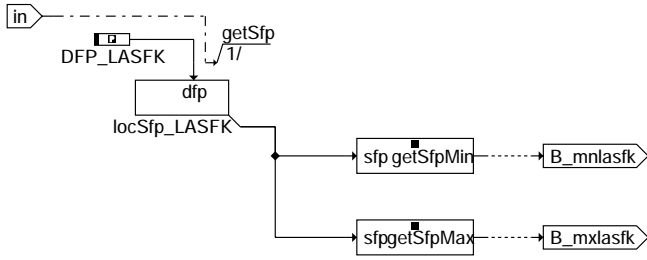 in
getSfp
1/
DFP_LASFK
dfp
locSfp_LASFK
sfp getSfpMin
B_mnlasfk
sfpgetSfpMax
B_mxlasfk